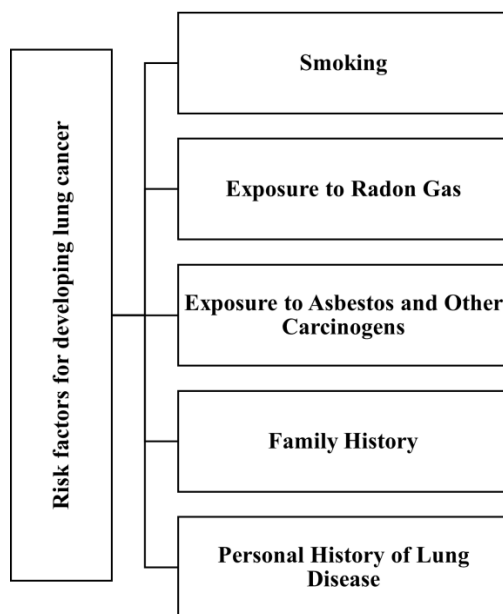 Risk factors for developing lung cancer
Smoking
Exposure to Radon Gas
Exposure to Asbestos and Other
Carcinogens
Family History
Personal History of Lung
Disease